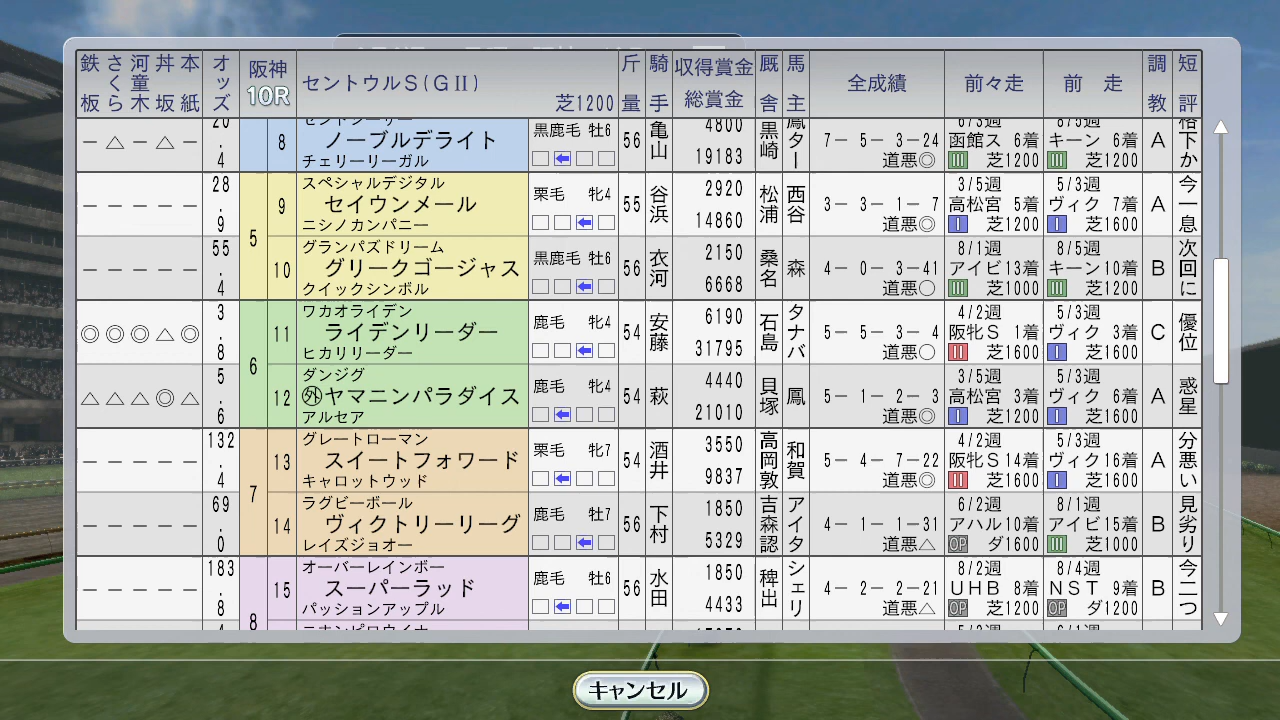 鉄板 さくら 河童木 丼坂 本紙 オッズ 阪神10R セントウルS(GⅡ) 芝1200 斤量 騎手 収得賞金 総賞金 厩舎 馬主 全成績 前々走 前 走 調教 短評
－ △ － △ － 20.4 8 ノーブルデライト チェリーリーガル 黒鹿毛 牡6 56 亀山 4800 19183 黒崎 7－ 5－ 3－24 道悪◎ 函館ス 6着 Ⅲ 芝1200 キーン 6着 Ⅲ 芝1200 A 格下か
－ － － － － 28.9 5 9 スペシャルデジタル セイウンメール ニシノカンパニー 栗毛 牝4 55 谷浜 2920 14860 松浦 西谷 3－ 3－ 1－ 7 道悪◎ 3/5週 高松宮 5着 Ⅰ 芝1200 5/3週 ヴィク 7着 Ⅰ 芝1600 A 今一息
－ － － － － 55.4 10 グランパズドリーム グリークゴージャス クイックシンボル 黒鹿毛 牡6 56 衣河 2150 6668 桑名 森 4－ 0－ 3－41 道悪○ 8/1週 アイビ13着 Ⅲ 芝1000 8/5週 キーン10着 Ⅲ 芝1200 B 次回に
◎ ◎ ◎ △ ◎ 3.8 6 11 ワカオライデン ライデンリーダー ヒカリリーダー 鹿毛 牝4 54 安藤 6190 31795 石島 タナバ 5－ 5－ 3－ 4 道悪○ 4/2週 阪牝S 1着 Ⅱ 芝1600 5/3週 ヴィク 3着 Ⅰ 芝1600 C 優位
△ △ △ ◎ △ 5.6 12 ダンジグ 外 ヤマニンパラダイス アルセア 鹿毛 牝4 54 萩 4440 21010 貝塚 鳳 5－ 1－ 2－ 3 道悪◎ 3/5週 高松宮 3着 Ⅰ 芝1200 5/3週 ヴィク 6着 Ⅰ 芝1600 A 惑星
－ － － － － 132.4 7 13 グレートローマン スイートフォワード キャロットウッド 栗毛 牝7 54 酒井 3550 9837 高岡敦 和賀 5－ 4－ 7－22 道悪◎ 4/2週 阪牝S14着 Ⅱ 芝1600 5/3週 ヴィク16着 Ⅰ 芝1600 A 分悪い
－ － － － － 69.0 14 ラグビーボール ヴィクトリーリーグ レイズジョオー 鹿毛 牡7 56 下村 1850 5329 吉森認 アイタ 4－ 1－ 1－31 道悪△ 6/2週 アハル10着 OP ダ1600 8/1週 アイビ15着 Ⅲ 芝1000 B 見劣り
－ － － － － 183.8 8 15 オーバーレインボー スーパーラッド パッションアップル 鹿毛 牡6 56 水田 1850 4433 稗出 シェリ 4－ 2－ 2－21 道悪△ 8/2週 UHB 8着 OP 芝1200 8/4週 NST 9着 OP ダ1200 B 今二つ
キャンセル